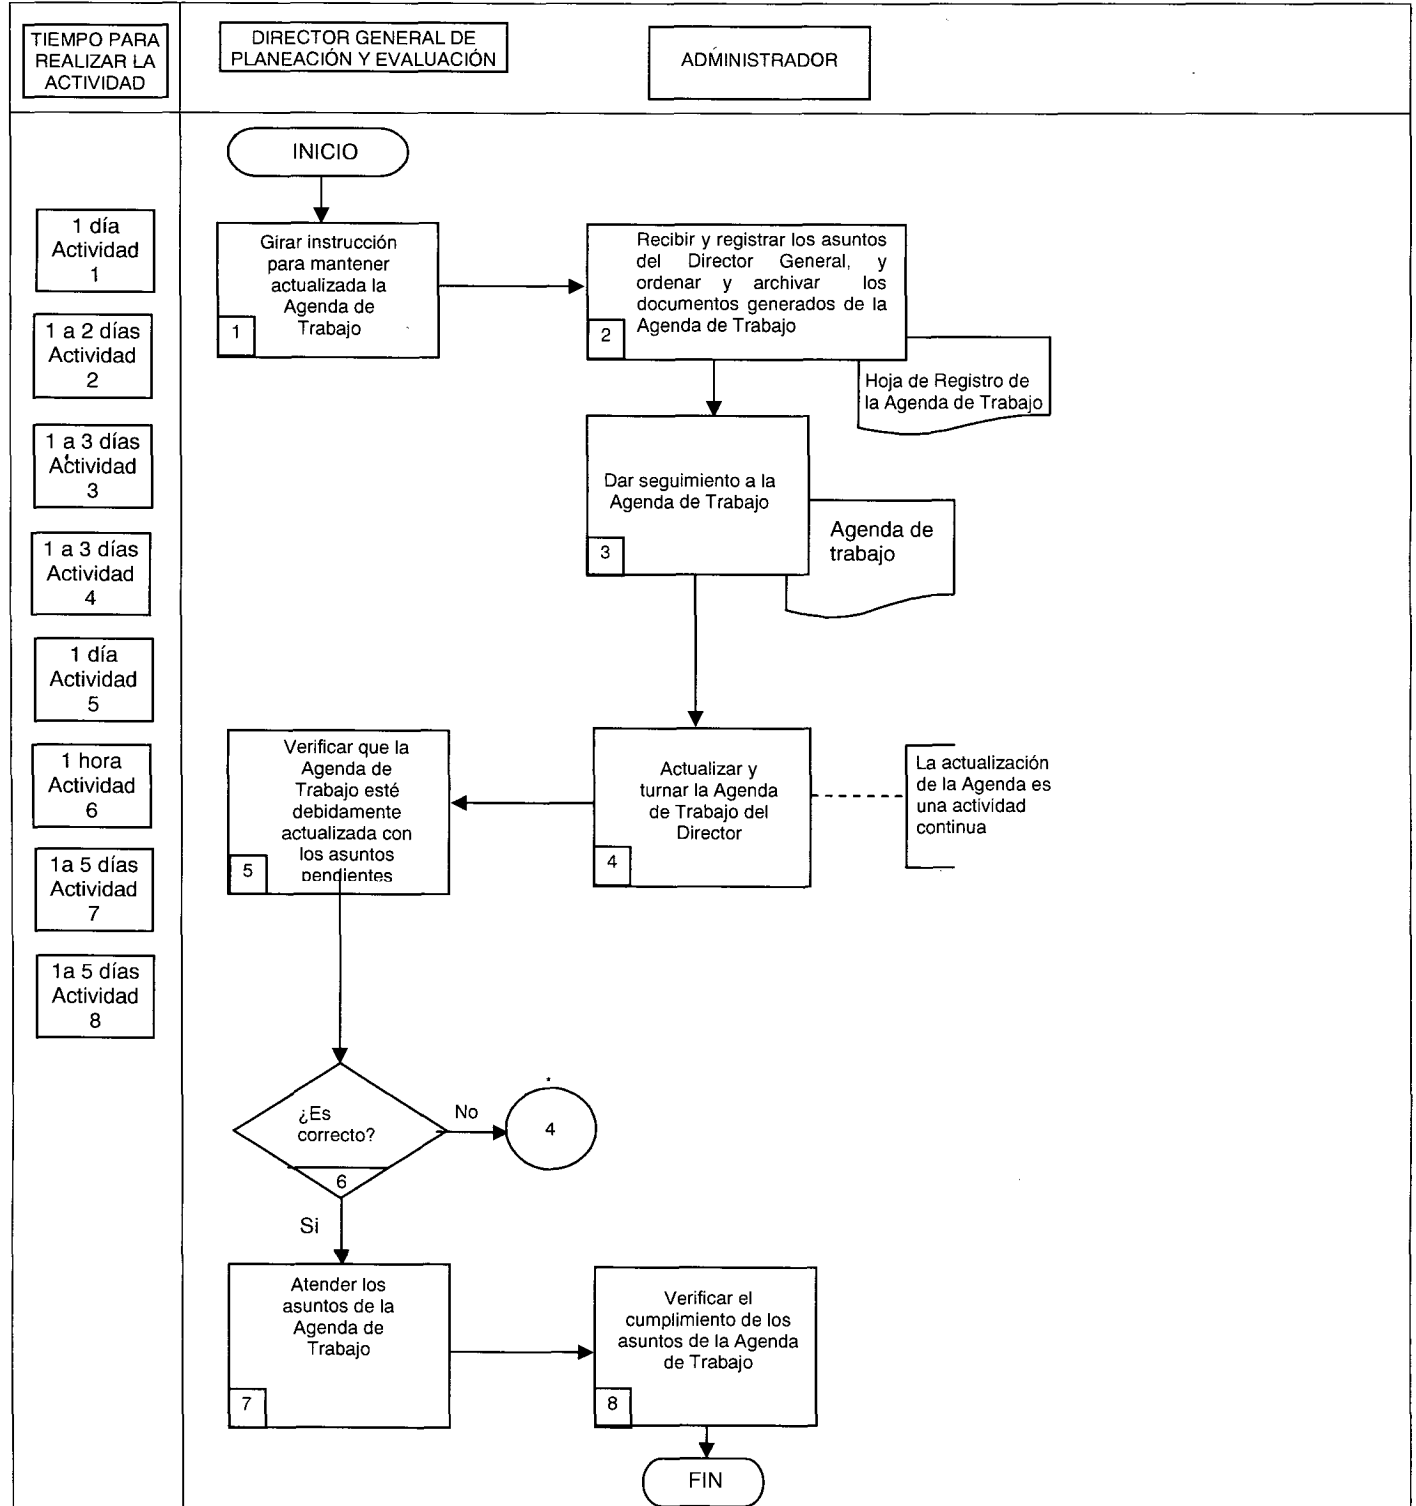 TIEMPO PARA
REALIZAR LA
ACTIVIDAD
DIRECTOR GENERAL DE
PLANEACIÓN Y EVALUACIÓN
ADMINISTRADOR
INICIO
1 día
Actividad
1
1 a 2 días
Actividad
2
1 a 3 días
Actividad
3
1 a 3 días
Actividad
4
1 día
Actividad
5
1 hora
Actividad
6
1a 5 días
Actividad
7
1a 5 días
Actividad
8
Girar instrucción
para mantener
actualizada la
Agenda de
Trabajo
1
Recibir y registrar los asuntos
del Director General, y
ordenar y archivar los
documentos generados de la
Agenda de Trabajo
2
Hoja de Registro de
la Agenda de Trabajo
Dar seguimiento a la
Agenda de Trabajo
3
Agenda de
trabajo
Actualizar y
turnar la Agenda
de Trabajo del
Director
4
La actualización
de la Agenda es
una actividad
continua
Verificar que la
Agenda de
Trabajo esté
debidamente
actualizada con
los asuntos
pendientes
5
¿Es
correcto?
6
No
4
Si
Atender los
asuntos de la
Agenda de
Trabajo
7
Verificar el
cumplimiento de los
asuntos de la Agenda
de Trabajo
8
FIN